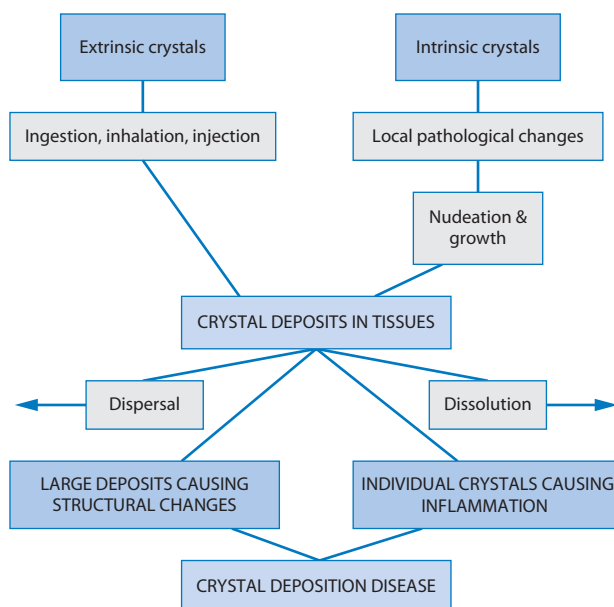 Extrinsic crystals
Intrinsic crystals
Ingestion, inhalation, injection
Local pathological changes
Nudeation &
growth
CRYSTAL DEPOSITS IN TISSUES
Dispersal
Dissolution
LARGE DEPOSITS CAUSING
STRUCTURAL CHANGES
INDIVIDUAL CRYSTALS CAUSING
INFLAMMATION
CRYSTAL DEPOSITION DISEASE